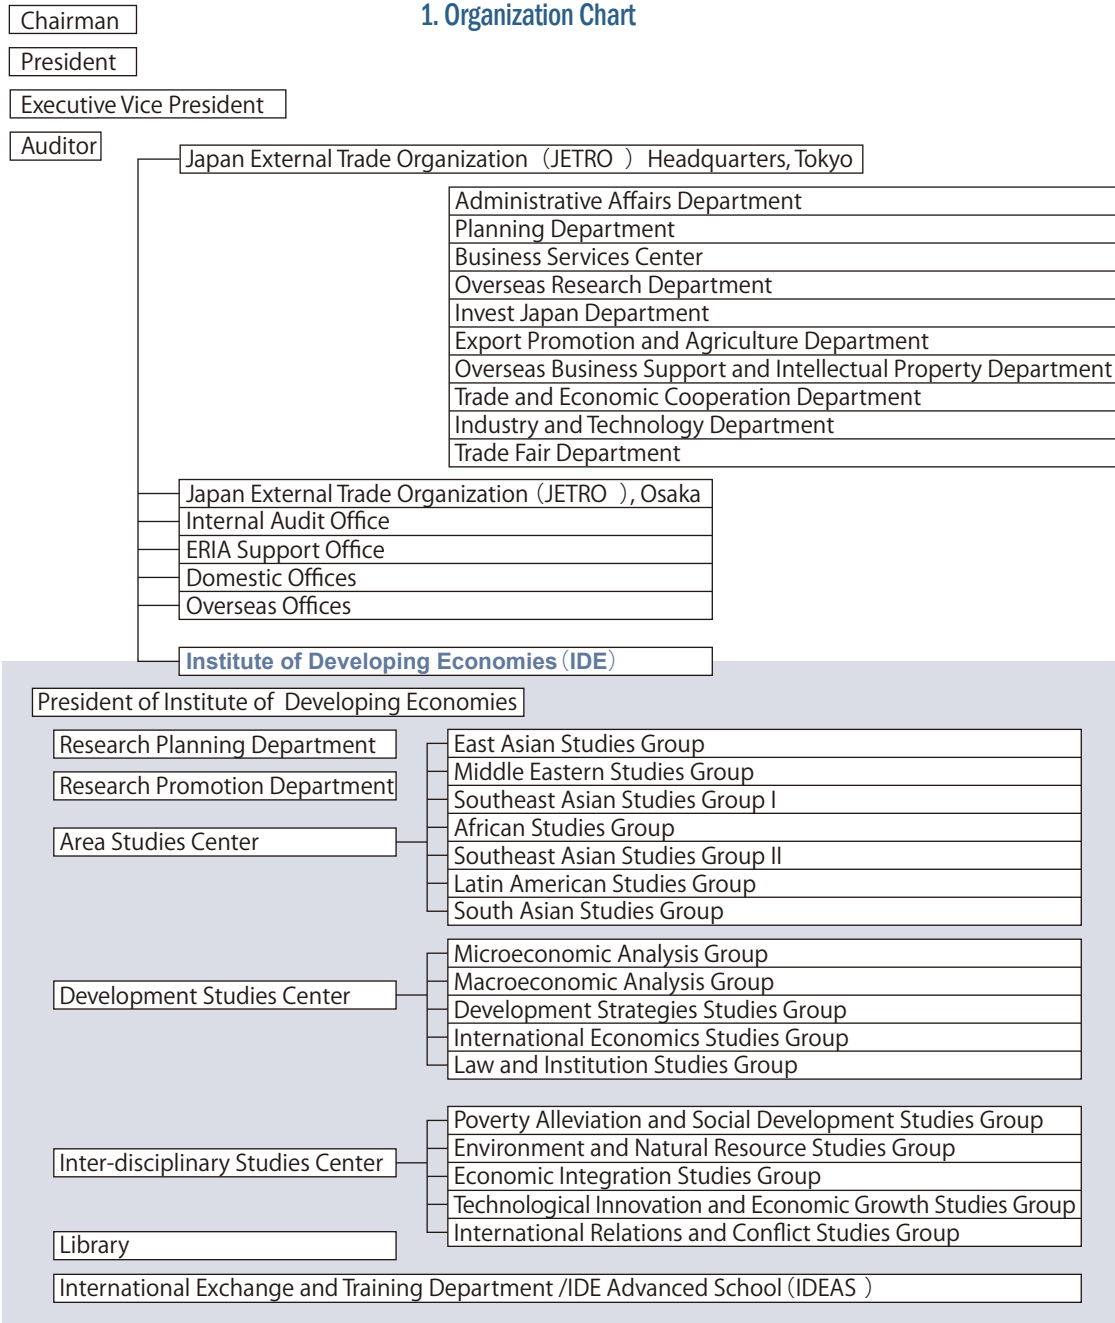 1. Organization Chart
Chairman
President
Executive Vice President
Auditor
Japan External Trade Organization (JETRO ) Headquarters, Tokyo
Administrative Affairs Department
Planning Department
Business Services Center
Overseas Research Department
Invest Japan Department
Export Promotion and Agriculture Department
Overseas Business Support and Intellectual Property Department
Trade and Economic Cooperation Department
Industry and Technology Department
Trade Fair Department
Japan External Trade Organization (JETRO ), Osaka
Internal Audit Office
ERIA Support Office
Domestic Offices
Overseas Offices
Institute of Developing Economies (IDE)
President of Institute of Developing Economies
Research Planning Department
Research Promotion Department
Area Studies Center
East Asian Studies Group
Middle Eastern Studies Group
Southeast Asian Studies Group I
African Studies Group
Southeast Asian Studies Group II
Latin American Studies Group
South Asian Studies Group
Development Studies Center
Microeconomic Analysis Group
Macroeconomic Analysis Group
Development Strategies Studies Group
International Economics Studies Group
Law and Institution Studies Group
Inter-disciplinary Studies Center
Poverty Alleviation and Social Development Studies Group
Environment and Natural Resource Studies Group
Economic Integration Studies Group
Technological Innovation and Economic Growth Studies Group
International Relations and Conflict Studies Group
Library
International Exchange and Training Department /IDE Advanced School (IDEAS )